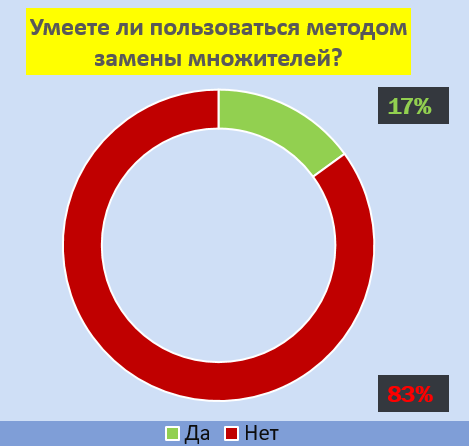 Умеете ли пользоваться методом
замены множителей?
17%
83%
Да Нет